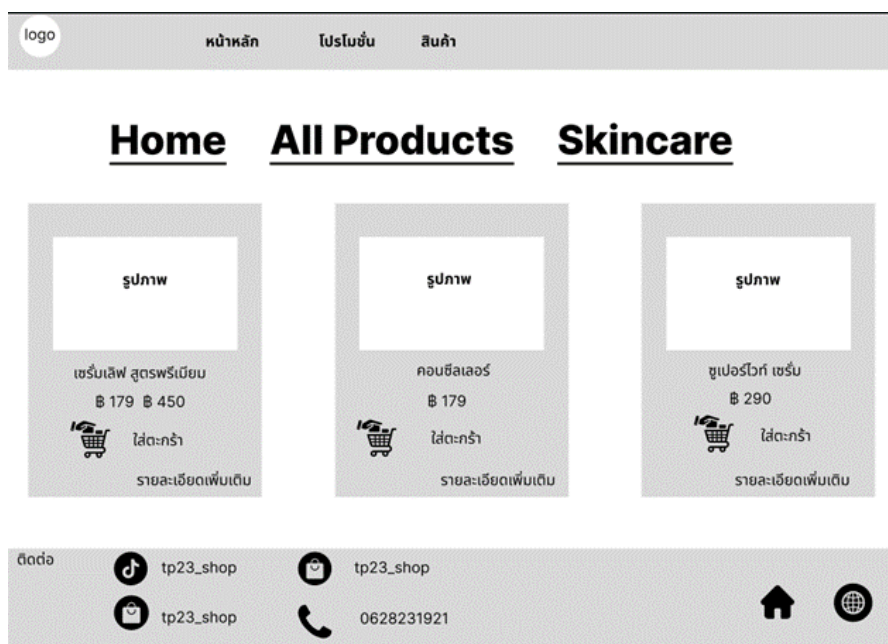 logo
หน้าหลัก โปรโมชั่น สินค้า
Home All Products Skincare
รูปภาพ รูปภาพ รูปภาพ
เซรั่มเลิฟ สูตรพรีเมียม คอนซีลเลอร์ ซูเปอร์ไวท์ เซรั่ม
฿ 179 ฿ 450 ฿ 179 ฿ 290
ใส่ตะกร้า ใส่ตะกร้า ใส่ตะกร้า
รายละเอียดเพิ่มเติม รายละเอียดเพิ่มเติม รายละเอียดเพิ่มเติม
ติดต่อ
tp23_shop tp23_shop
tp23_shop 0628231921